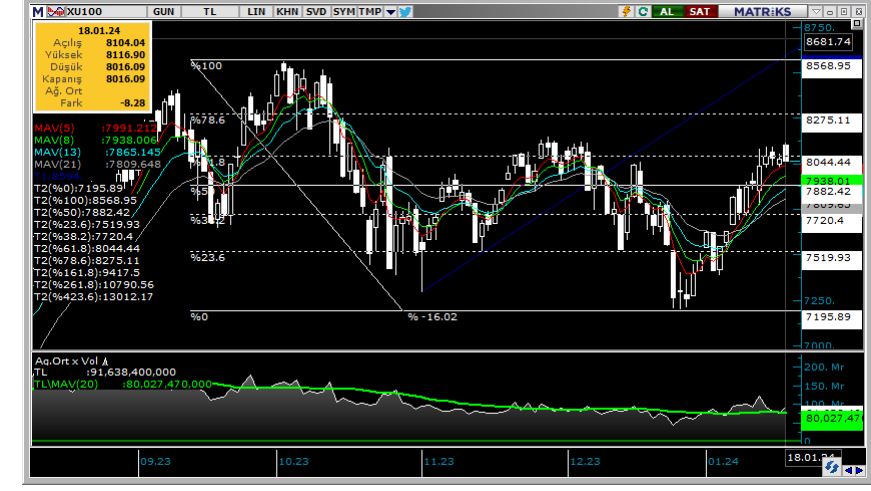 M XU100 GUN TL LIN KHN SVD SYM TMP C AL SAT MATRİKS
18.01.24
Açılış 8104.04
Yüksek 8116.90
Düşük 8016.09
Kapanış 8016.09
Ağ. Ort
Fark -8.28
MAV(5) :7991.212
MAV(8) :7938.006
MAV(13) :7865.145
MAV(21) :7809.648
T2(%0):7195.89
T2(%100):8568.95
T2(%50):7882.42
T2(%23.6):7519.93
T2(%38.2):7720.4
T2(%61.8):8044.44
T2(%78.6):8275.11
T2(%161.8):9417.5
T2(%261.8):10790.56
T2(%423.6):13012.17
%100
%78.6
%23.6
%0
% -16.02
8750.
8681.74
8568.95
8275.11
8044.44
7938.01
7882.42
7720.4
7519.93
7250.
7195.89
7000.
Ag.Ort x Vol
TL :91,638,400,000
TL\MAV(20) :80,027,470,000
200. Mr
150. Mr
100. Mr
80,027,47
0
09.23 10.23 11.23 12.23 01.24 18.01.24